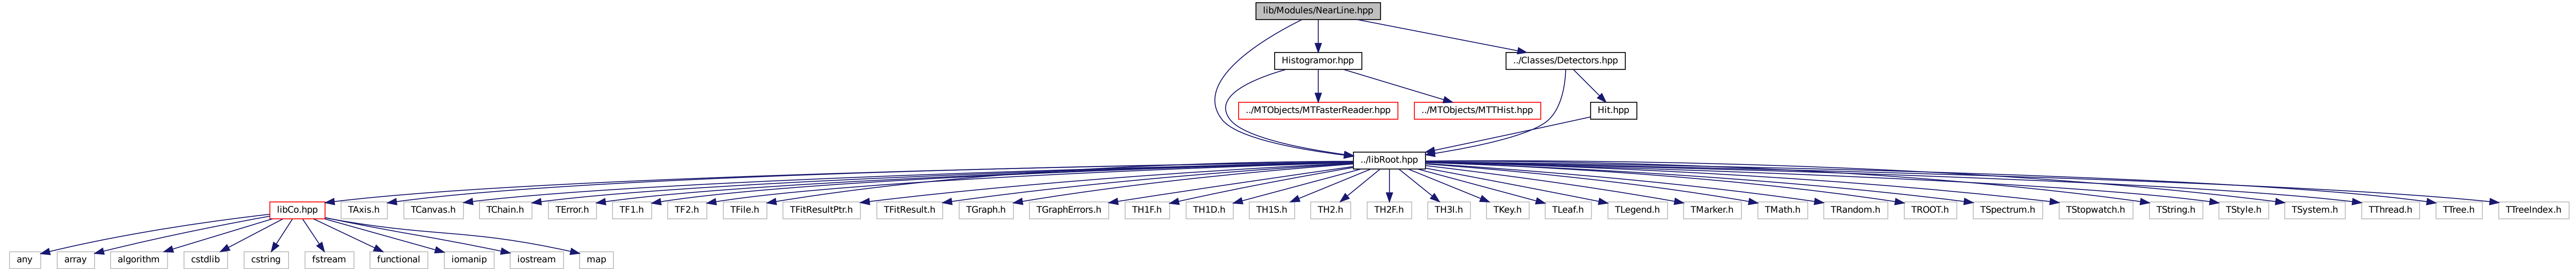 lib/Modules/NearLine.hpp
Histogramor.hpp
../Classes/Detectors.hpp
../MTObjects/MTFasterReader.hpp
../MTObjects/MTTHist.hpp
Hit.hpp
../libRoot.hpp
libCo.hpp
TAxis.h
TCanvas.h
TChain.h
TError.h
TF1.h
TF2.h
TFile.h
TFitResultPtr.h
TFitResult.h
TGraph.h
TGraphErrors.h
TH1F.h
TH1D.h
TH1S.h
TH2.h
TH2F.h
TH3I.h
TKey.h
TLeaf.h
TLegend.h
TMarker.h
TMath.h
TRandom.h
TROOT.h
TSpectrum.h
TStopwatch.h
TString.h
TStyle.h
TSystem.h
TThread.h
TTree.h
TTreeIndex.h
any
array
algorithm
cstdlib
cstring
fstream
functional
iomanip
iostream
map